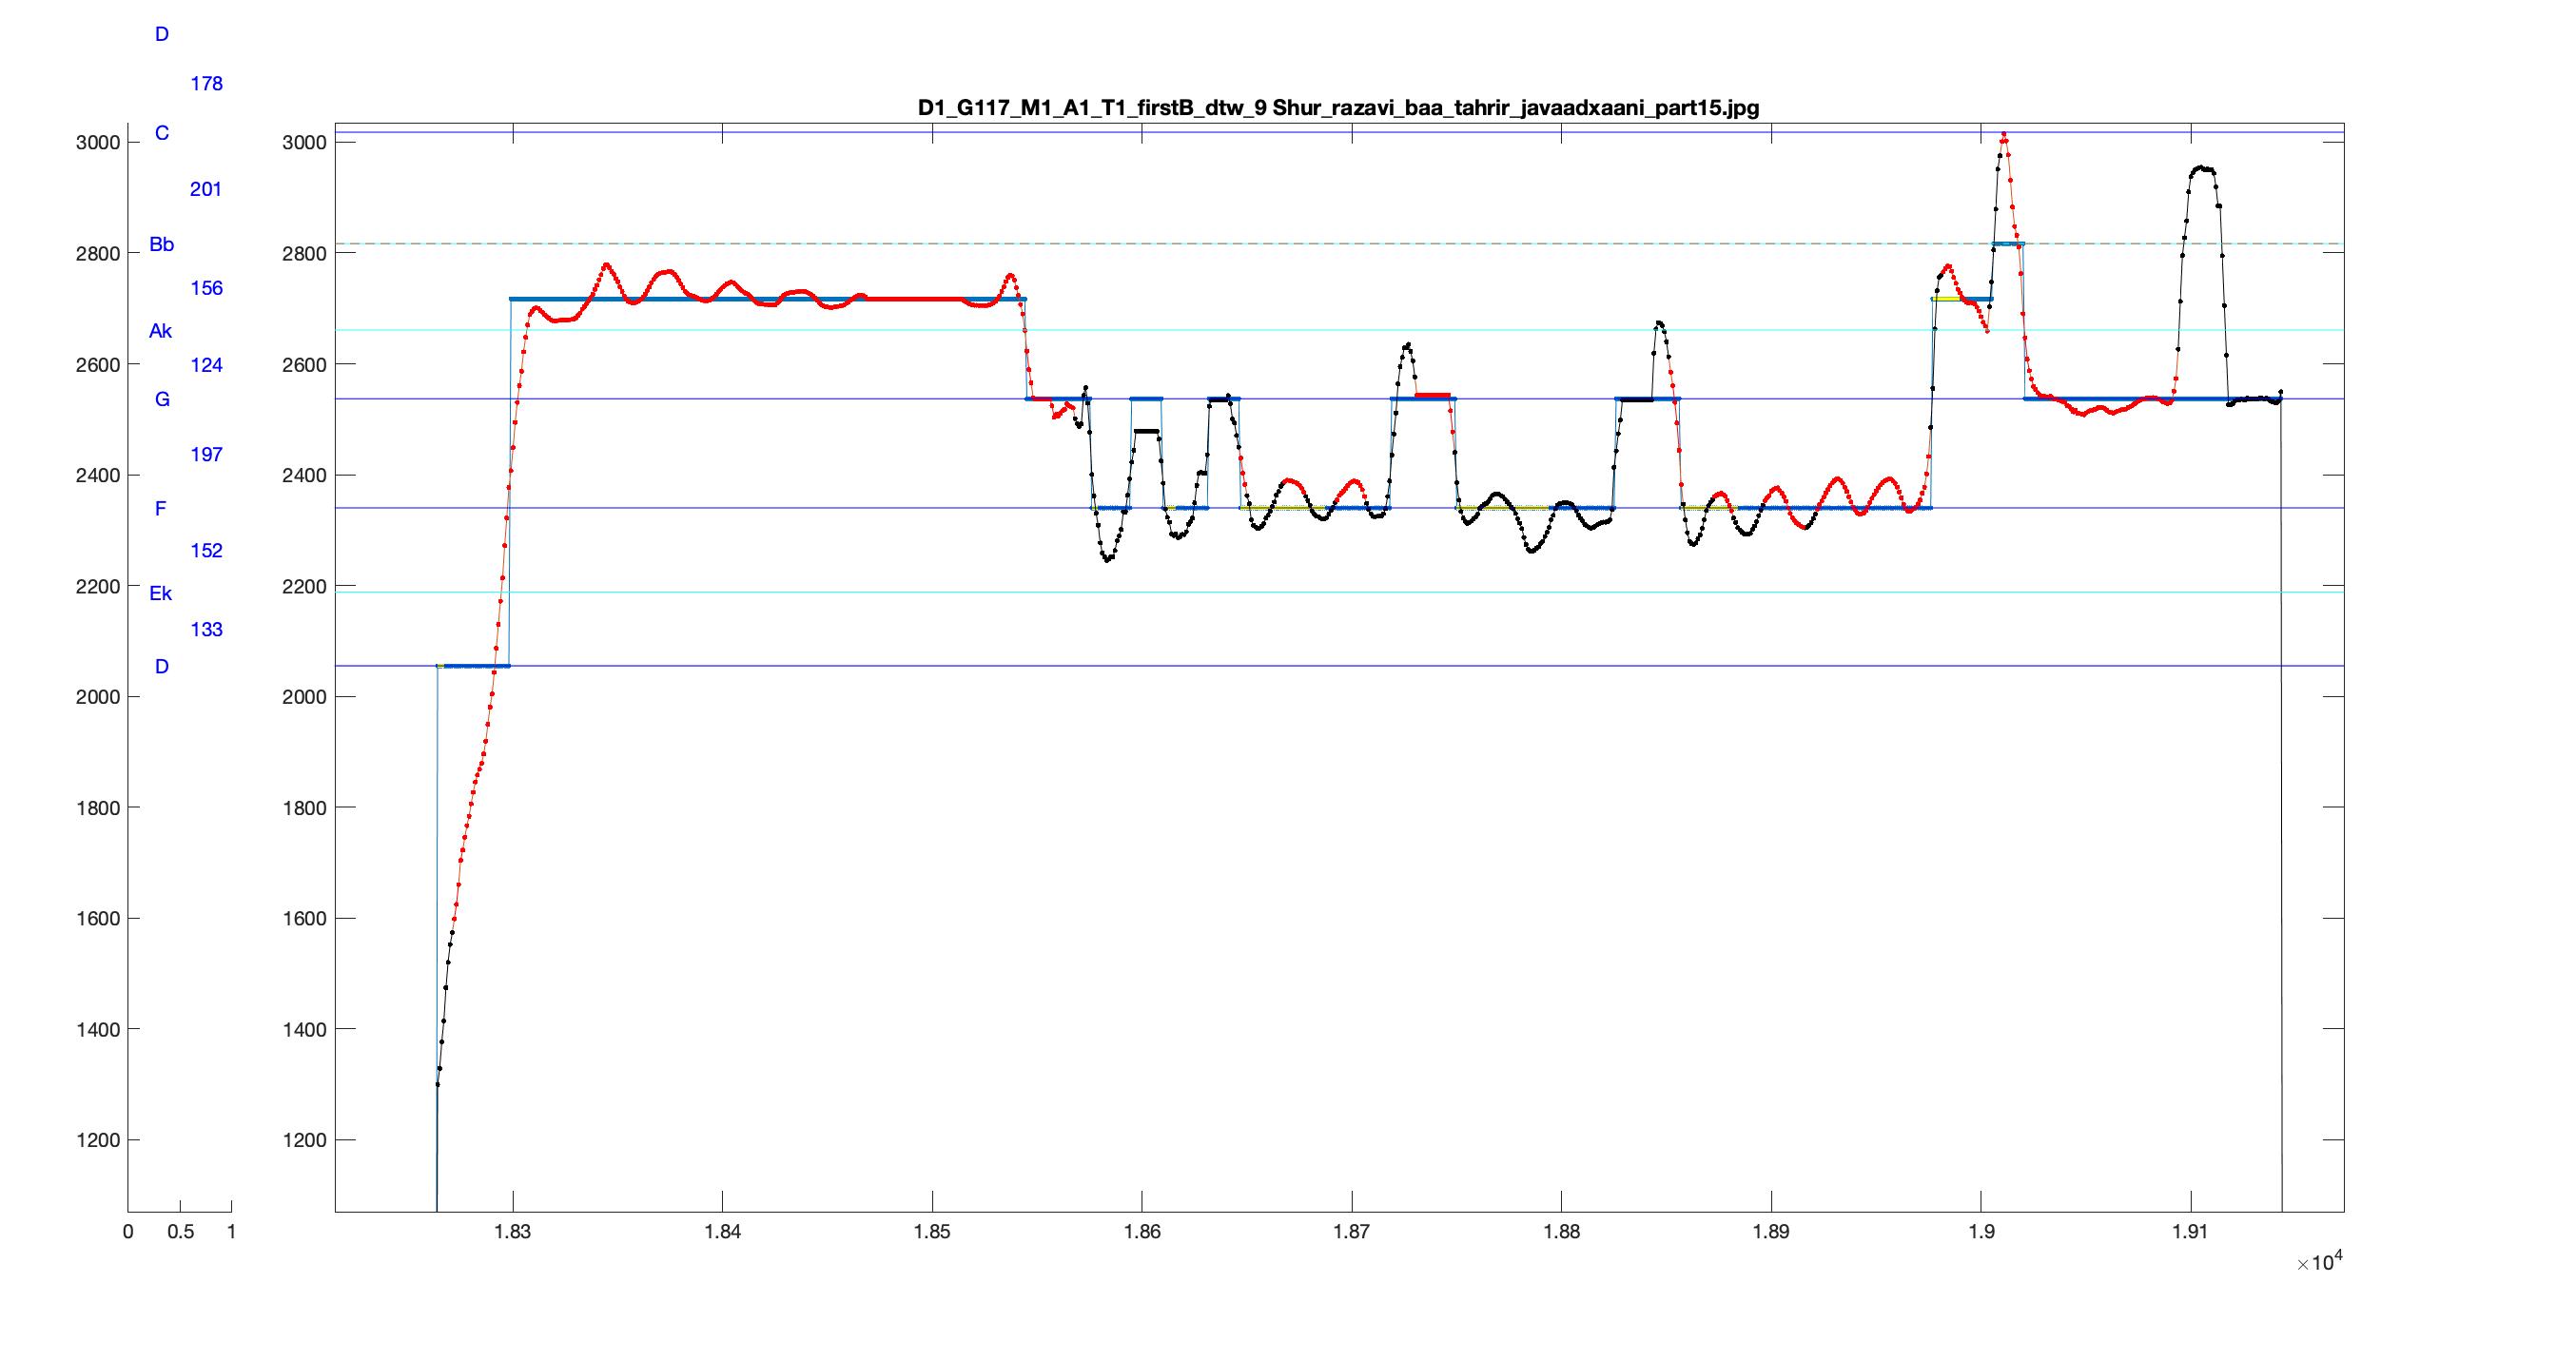 D
178
D1_G117_M1_A1_T1_firstB_dtw_9 Shur_razavi_baa_tahrir_javaadxaani_part15.jpg
3000 C 3000
201
2800 Bb 2800
156
Ak
2600 124 2600
G
2400 197 2400
F
152
2200 Ek 2200
133
D
2000 2000
1800 1800
1600 1600
1400 1400
1200 1200
0 0.5 1 1.83 1.84 1.85 1.86 1.87 1.88 1.89 1.9 1.91
×10⁴